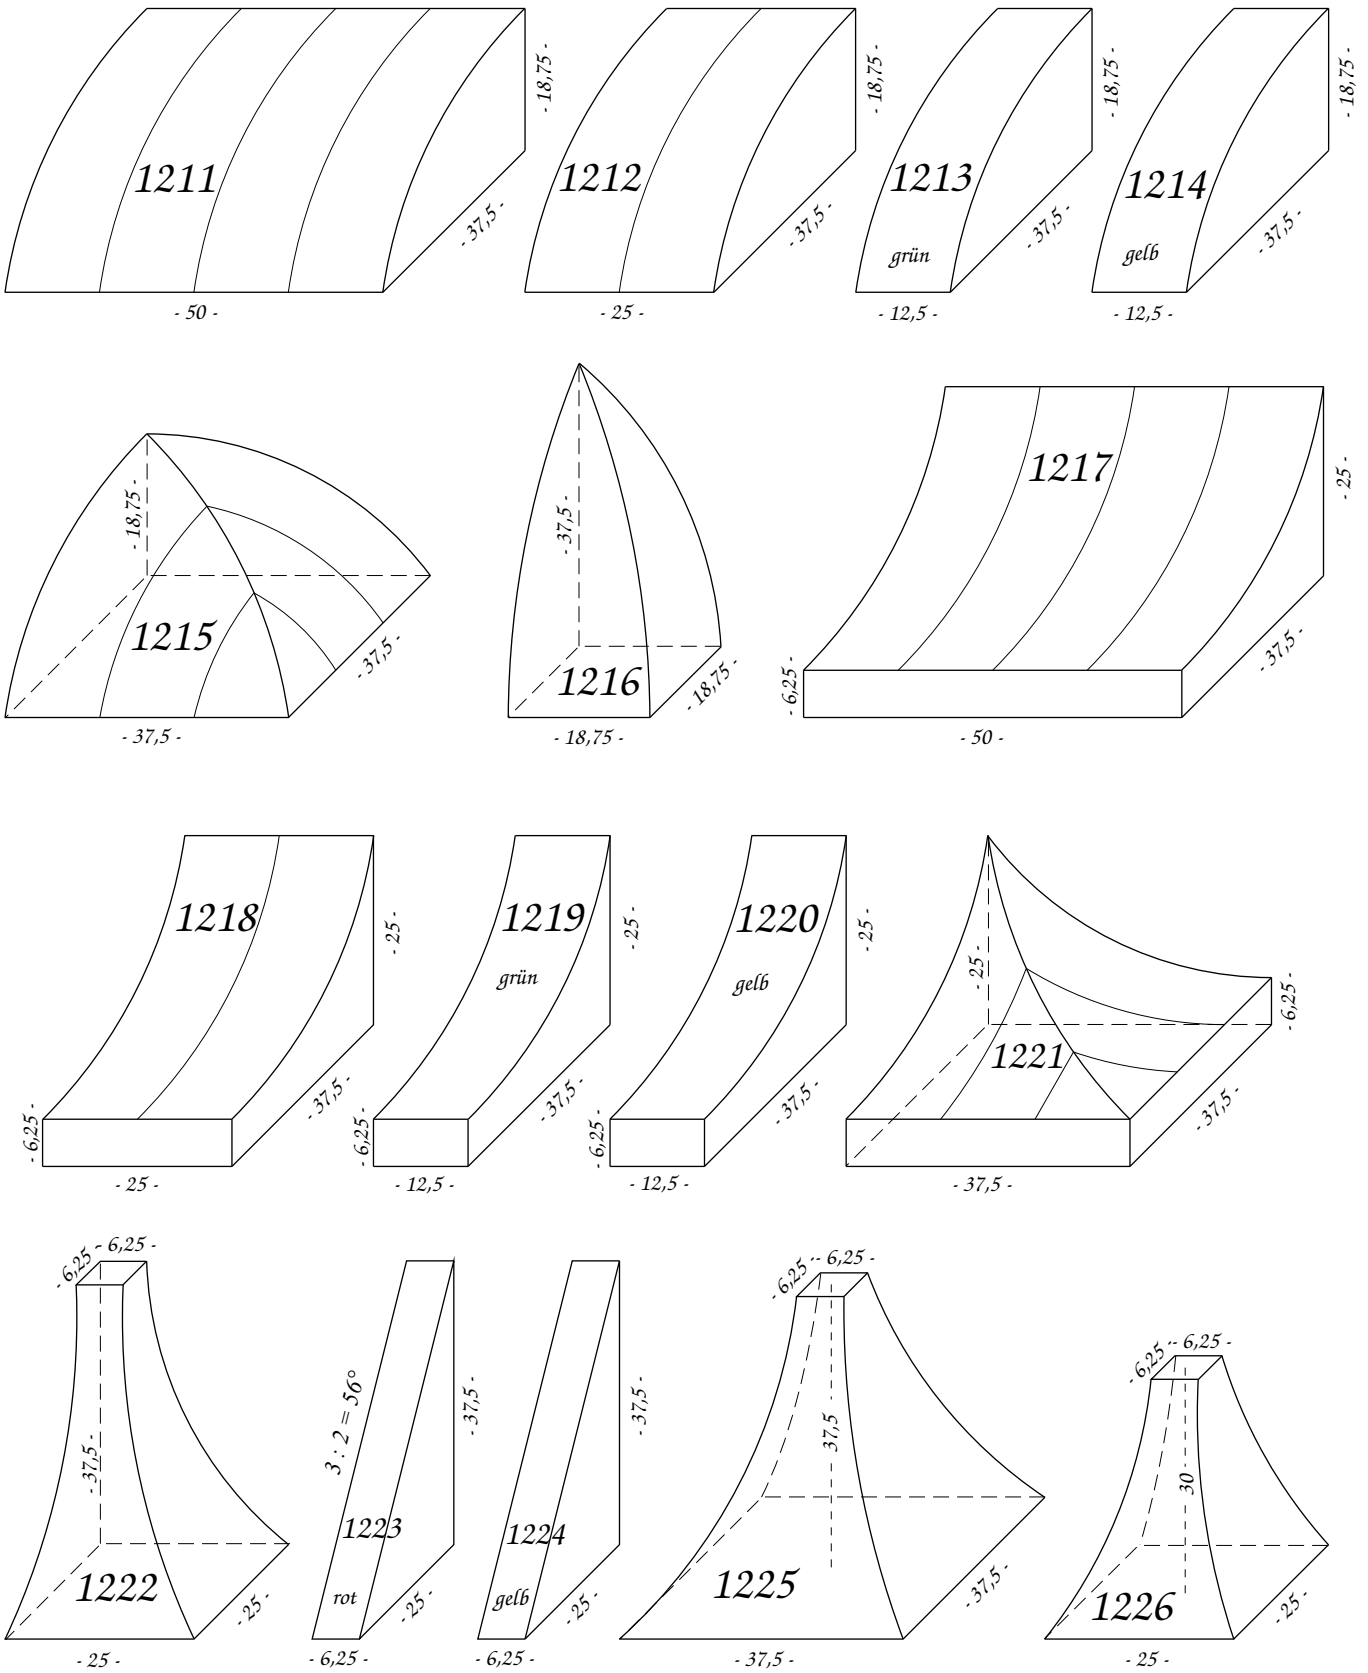 - 18,75 -
- 18,75 -
- 18,75 -
- 18,75 -
1211
1212
1213
1214
- 37,5 -
- 37,5 -
- 37,5 -
- 37,5 -
grün
gelb
- 50 -
- 25 -
- 12,5 -
- 12,5 -
- 18,75 -
- 37,5 -
1217
- 25 -
1215
- 37,5 -
1216
- 18,75 -
- 6,25 -
- 37,5 -
- 37,5 -
- 18,75 -
- 50 -
1218
- 25 -
1219
- 25 -
1220
- 25 -
grün
gelb
- 25 -
- 6,25 -
1221
- 6,25 -
- 37,5 -
- 6,25 -
- 37,5 -
- 6,25 -
- 37,5 -
- 37,5 -
- 25 -
- 12,5 -
- 12,5 -
- 37,5 -
- 6,25 -
- 6,25 -
- 6,25 -
- 6,25 -
- 6,25 -
- 6,25 -
- 37,5 -
3 : 2 = 56°
- 37,5 -
- 37,5 -
37,5
30
1222
1223
1224
1225
1226
rot
gelb
- 25 -
- 25 -
- 25 -
- 37,5 -
- 25 -
- 25 -
- 6,25 -
- 6,25 -
- 37,5 -
- 25 -